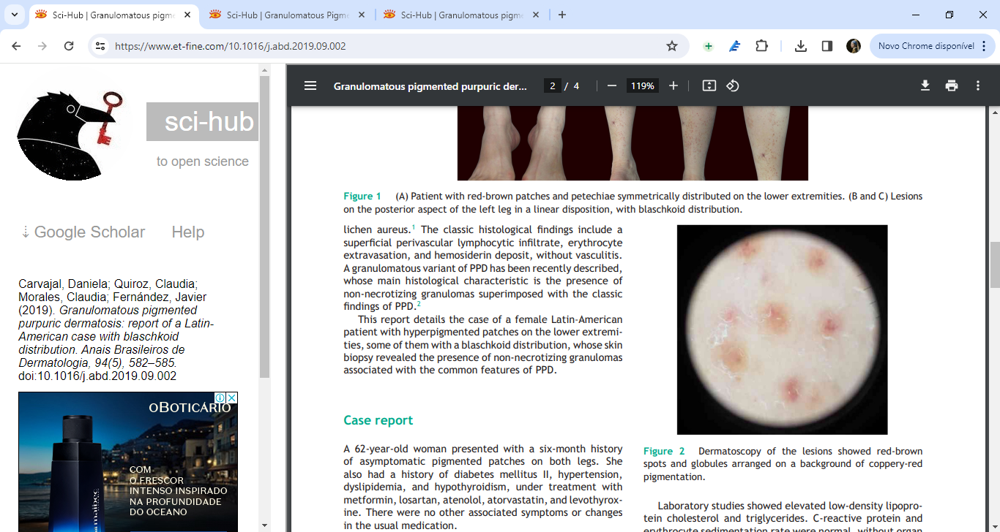 Sci-Hub | Granulomatous pigme
Sci-Hub | Granulomatous Pigme
Sci-Hub | Granulomatous pigm
https://www.et-fine.com/10.1016/j.abd.2019.09.002
Novo Chrome disponível
sci-hub
to open science
⇣ Google Scholar
Help
Carvajal, Daniela; Quiroz, Claudia;
Morales, Claudia; Fernández, Javier
(2019). Granulomatous pigmented
purpuric dermatosis: report of a Latin-
American case with blaschkoid
distribution. Anais Brasileiros de
Dermatologia, 94(5), 582–585.
doi:10.1016/j.abd.2019.09.002
oBOTICÁRIO
COM
O FRESCOR
INTENSO INSPIRADO
NA PROFUNDIDADE
DO OCEANO
malbec
Granulomatous pigmented purpuric der...
2 / 4
119%
Figure 1 (A) Patient with red-brown patches and petechiae symmetrically distributed on the lower extremities. (B and C) Lesions
on the posterior aspect of the left leg in a linear disposition, with blaschkoid distribution.
lichen aureus.1 The classic histological findings include a
superficial perivascular lymphocytic infiltrate, erythrocyte
extravasation, and hemosiderin deposit, without vasculitis.
A granulomatous variant of PPD has been recently described,
whose main histological characteristic is the presence of
non-necrotizing granulomas superimposed with the classic
findings of PPD.2
This report details the case of a female Latin-American
patient with hyperpigmented patches on the lower extremi-
ties, some of them with a blaschkoid distribution, whose skin
biopsy revealed the presence of non-necrotizing granulomas
associated with the common features of PPD.
Case report
A 62-year-old woman presented with a six-month history
of asymptomatic pigmented patches on both legs. She
also had a history of diabetes mellitus II, hypertension,
dyslipidemia, and hypothyroidism, under treatment with
metformin, losartan, atenolol, atorvastatin, and levothyrox-
ine. There were no other associated symptoms or changes
in the usual medication.
Figure 2 Dermatoscopy of the lesions showed red-brown
spots and globules arranged on a background of coppery-red
pigmentation.
Laboratory studies showed elevated low-density lipopro-
tein cholesterol and triglycerides. C-reactive protein and
erythrocyte sedimentation rate were normal, without organ